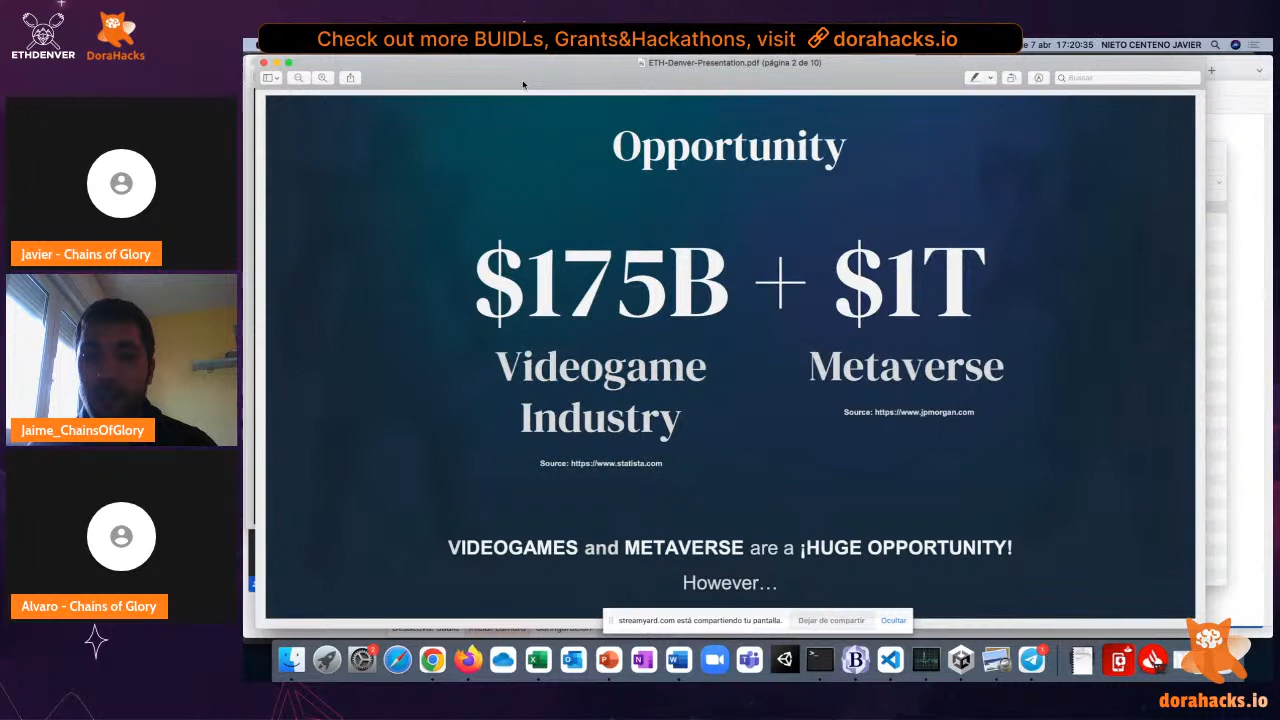 Check out more BUIDLs, Grants&Hackathons, visit dorahacks.io
ETHDENVER
DoraHacks
7 abr 17:20:35 NIETO CENTENO JAVIER
ETH-Denver-Presentation.pdf (página 2 de 10)
Buscar
Opportunity
$175B + $1T
Videogame
Industry
Metaverse
Source: https://www.jpmorgan.com
Source: https://www.statista.com
VIDEOGAMES and METAVERSE are a ¡HUGE OPPORTUNITY!
However…
Javier - Chains of Glory
Jaime_ChainsOfGlory
Alvaro - Chains of Glory
streamyard.com está compartiendo tu pantalla.
Dejar de compartir
Ocultar
dorahacks.io